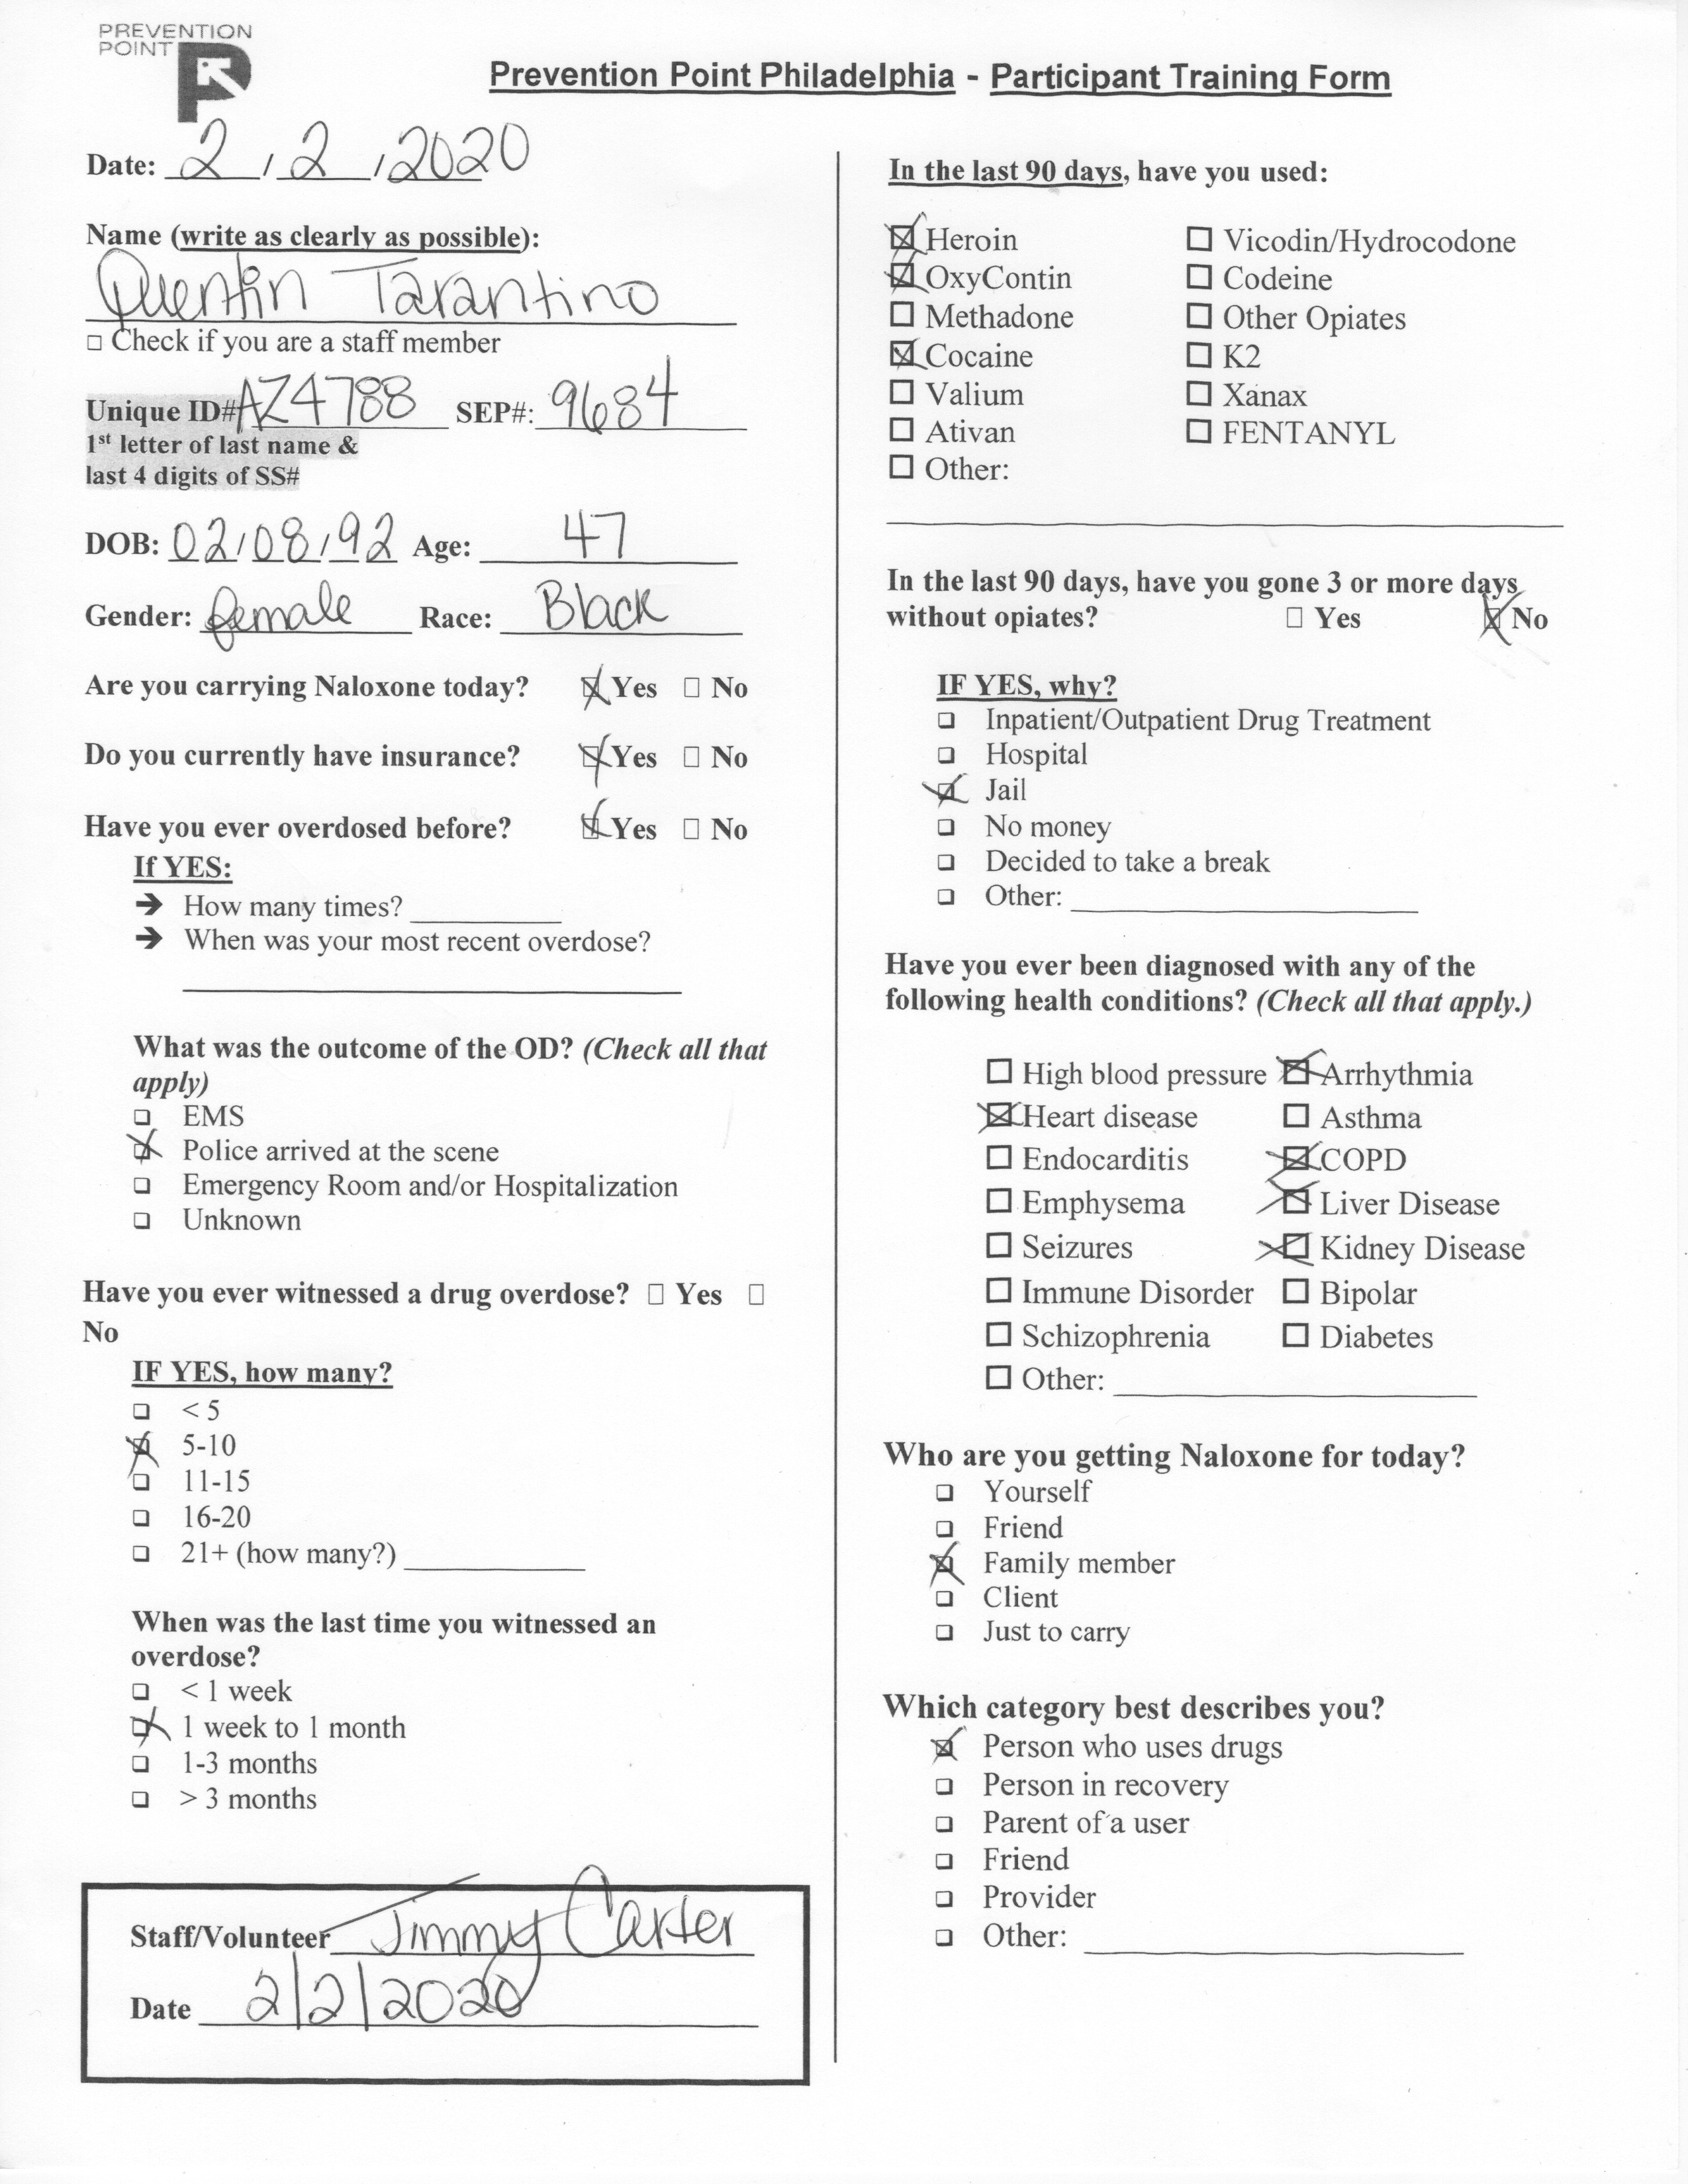 PREVENTION
POINT
Prevention Point Philadelphia - Participant Training Form
Date: 2 / 2 / 2020
Name (write as clearly as possible):
Quentin Tarantino
☐ Check if you are a staff member
Unique ID# AZ4788 SEP#: 9684
1st letter of last name &
last 4 digits of SS#
DOB: 02/08/92 Age: 47
Gender: female Race: Black
Are you carrying Naloxone today? ☒ Yes ☐ No
Do you currently have insurance? ☒ Yes ☐ No
Have you ever overdosed before? ☒ Yes ☐ No
If YES:
➔ How many times?
➔ When was your most recent overdose?
What was the outcome of the OD? (Check all that
apply)
☐ EMS
☒ Police arrived at the scene
☐ Emergency Room and/or Hospitalization
☐ Unknown
Have you ever witnessed a drug overdose? ☐ Yes ☐
No
IF YES, how many?
☐ < 5
☒ 5-10
☐ 11-15
☐ 16-20
☐ 21+ (how many?)
When was the last time you witnessed an
overdose?
☐ < 1 week
☒ 1 week to 1 month
☐ 1-3 months
☐ > 3 months
Staff/Volunteer Jimmy Carter
Date 2/2/2020
In the last 90 days, have you used:
☒ Heroin ☐ Vicodin/Hydrocodone
☒ OxyContin ☐ Codeine
☐ Methadone ☐ Other Opiates
☒ Cocaine ☐ K2
☐ Valium ☐ Xanax
☐ Ativan ☐ FENTANYL
☐ Other:
In the last 90 days, have you gone 3 or more days
without opiates? ☐ Yes ☒ No
IF YES, why?
☐ Inpatient/Outpatient Drug Treatment
☐ Hospital
☒ Jail
☐ No money
☐ Decided to take a break
☐ Other:
Have you ever been diagnosed with any of the
following health conditions? (Check all that apply.)
☐ High blood pressure ☒ Arrhythmia
☒ Heart disease ☐ Asthma
☐ Endocarditis ☒ COPD
☐ Emphysema ☒ Liver Disease
☐ Seizures ☒ Kidney Disease
☐ Immune Disorder ☐ Bipolar
☐ Schizophrenia ☐ Diabetes
☐ Other:
Who are you getting Naloxone for today?
☐ Yourself
☐ Friend
☒ Family member
☐ Client
☐ Just to carry
Which category best describes you?
☒ Person who uses drugs
☐ Person in recovery
☐ Parent of a user
☐ Friend
☐ Provider
☐ Other: